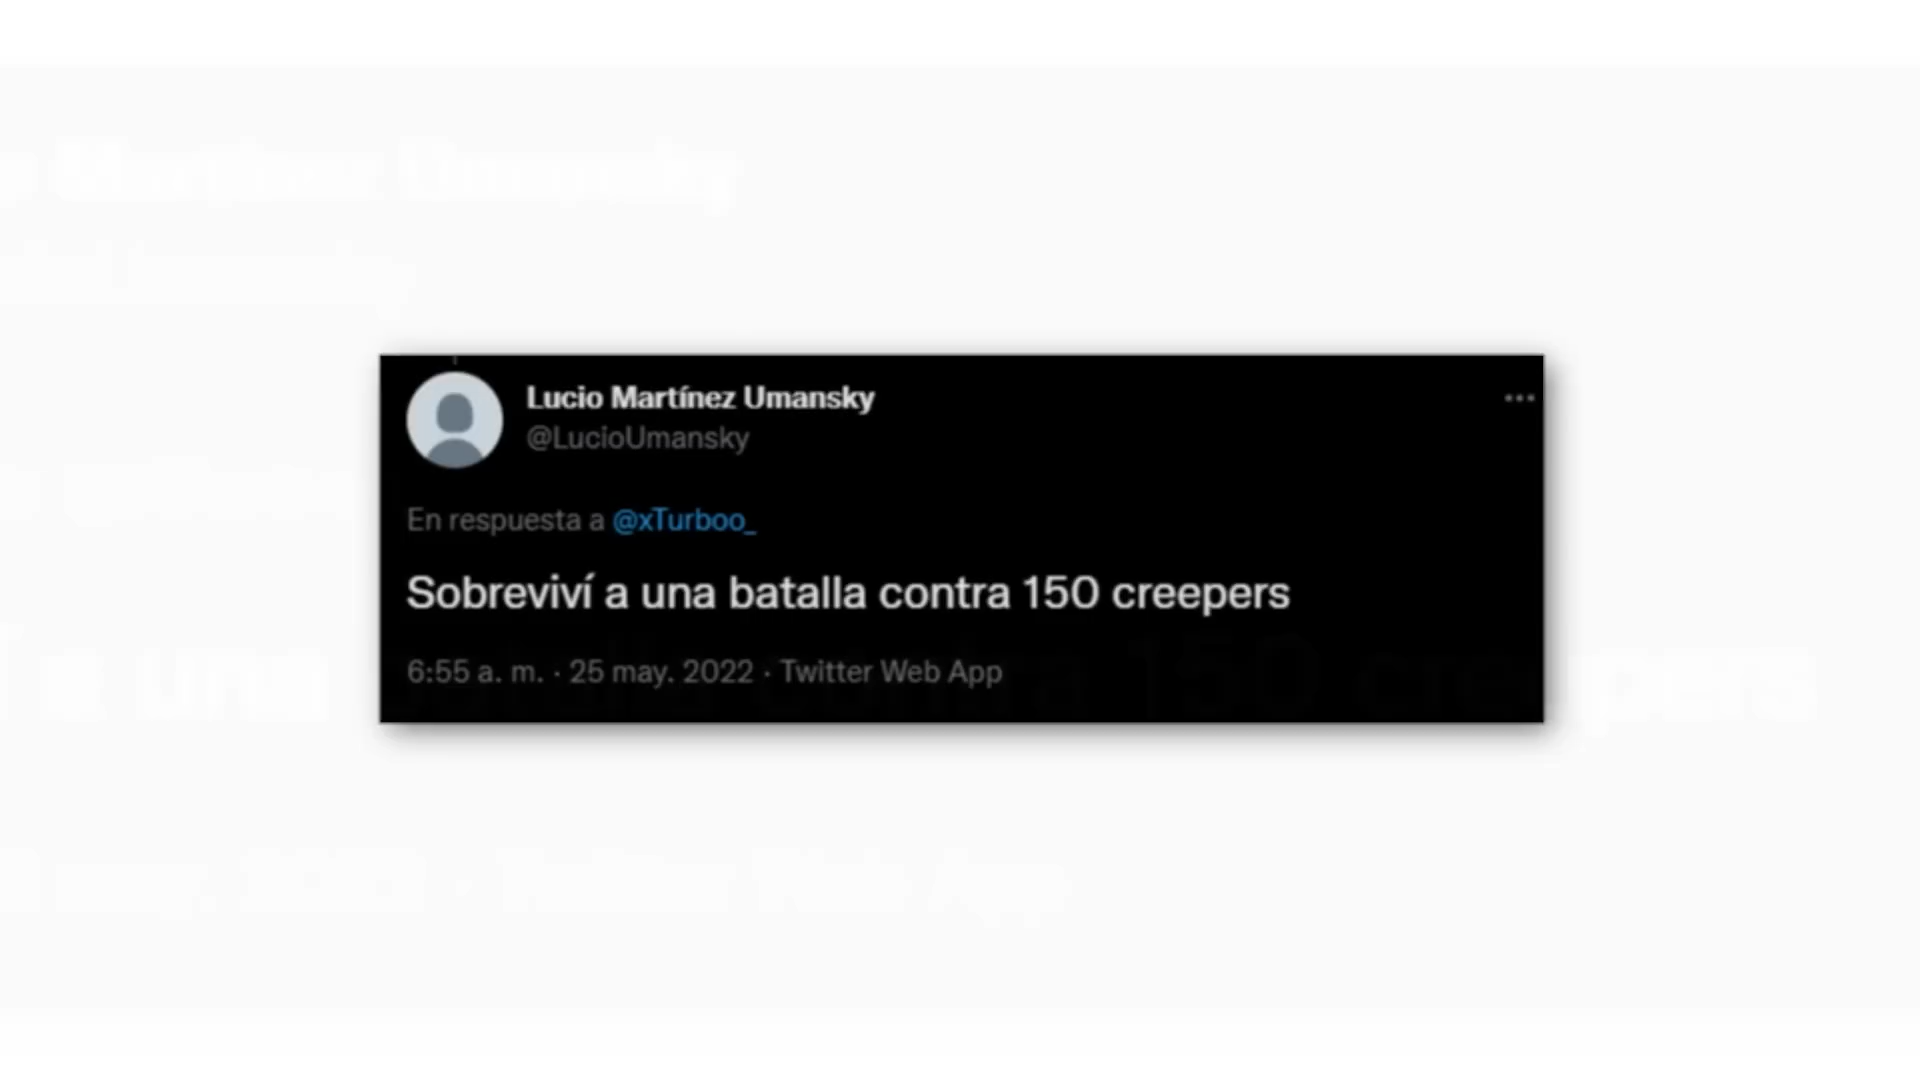 Lucio Martínez Umansky
@LucioUmansky
En respuesta a @xTurboo_
Sobreviví a una batalla contra 150 creepers
6:55 a. m. · 25 may. 2022 · Twitter Web App